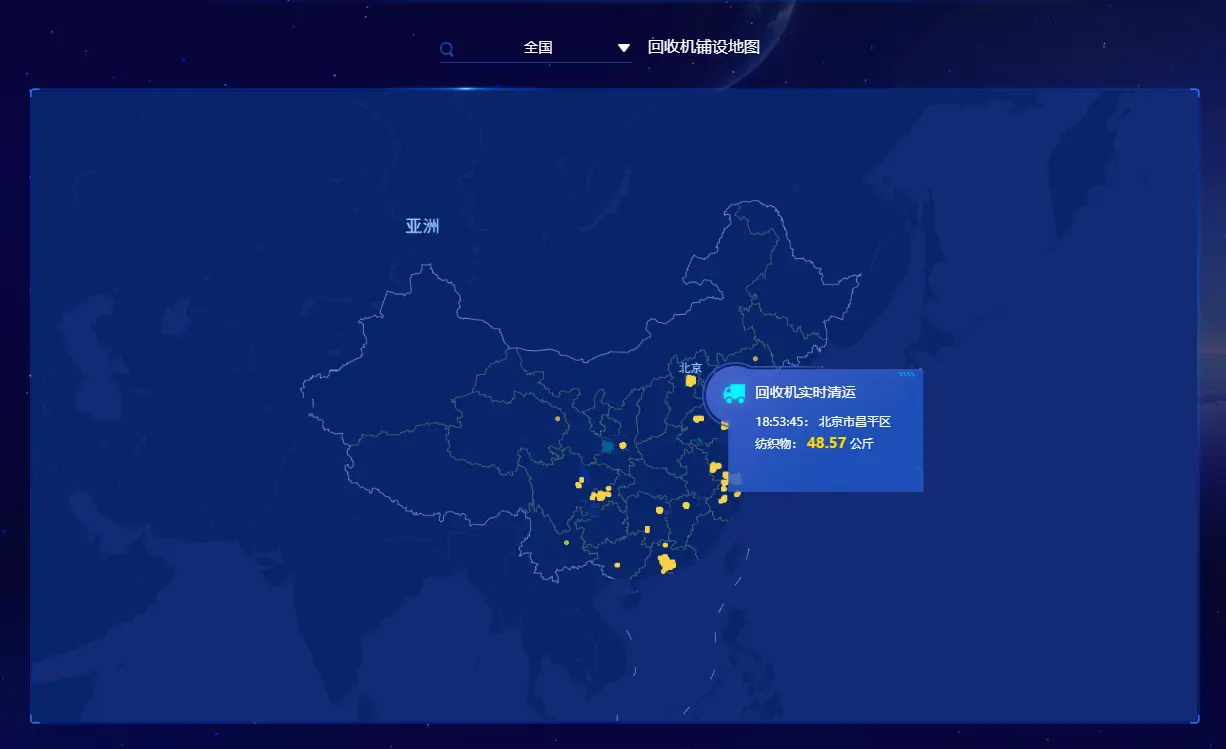 全国
回收机铺设地图
亚洲
北京
回收机实时清运
18:53:45： 北京市昌平区
纺织物： 48.57 公斤